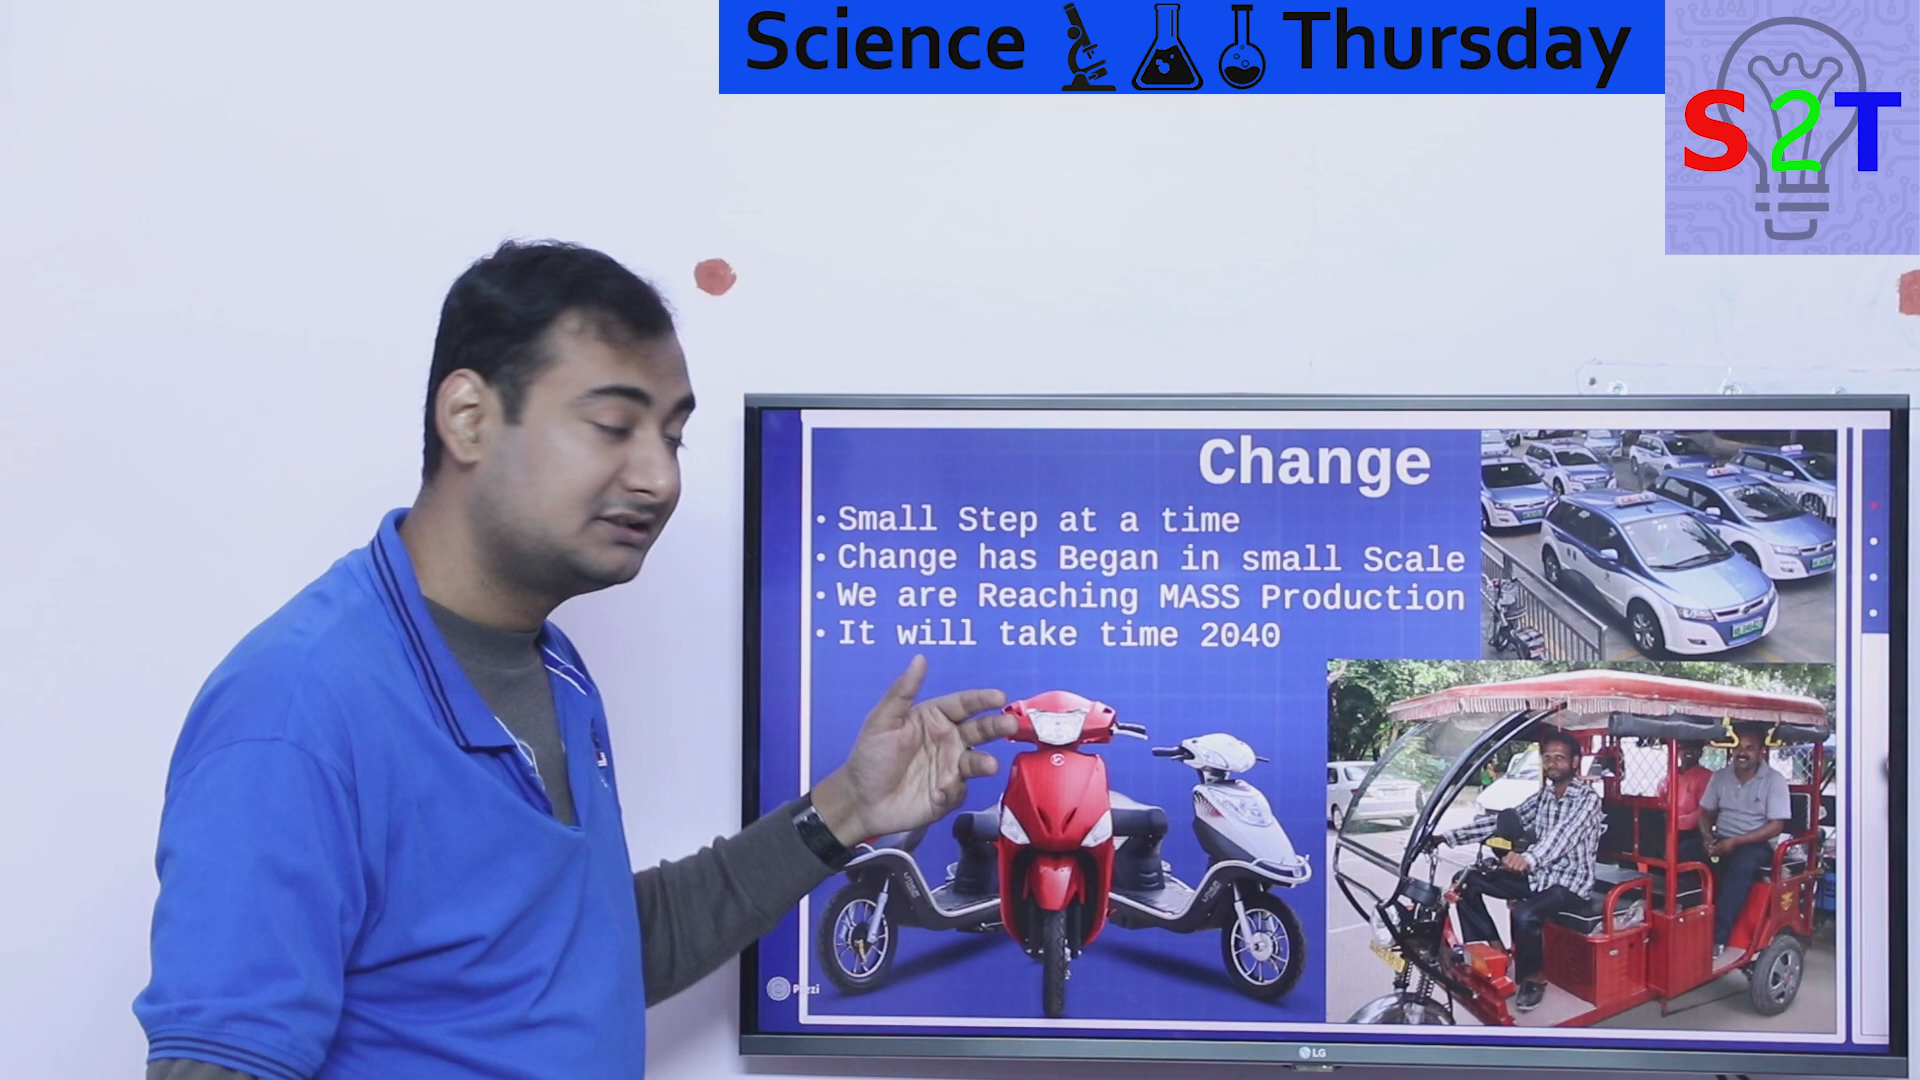 Science Thursday
S2T
Change
• Small Step at a time
• Change has Began in small Scale
• We are Reaching MASS Production
• It will take time 2040
LG